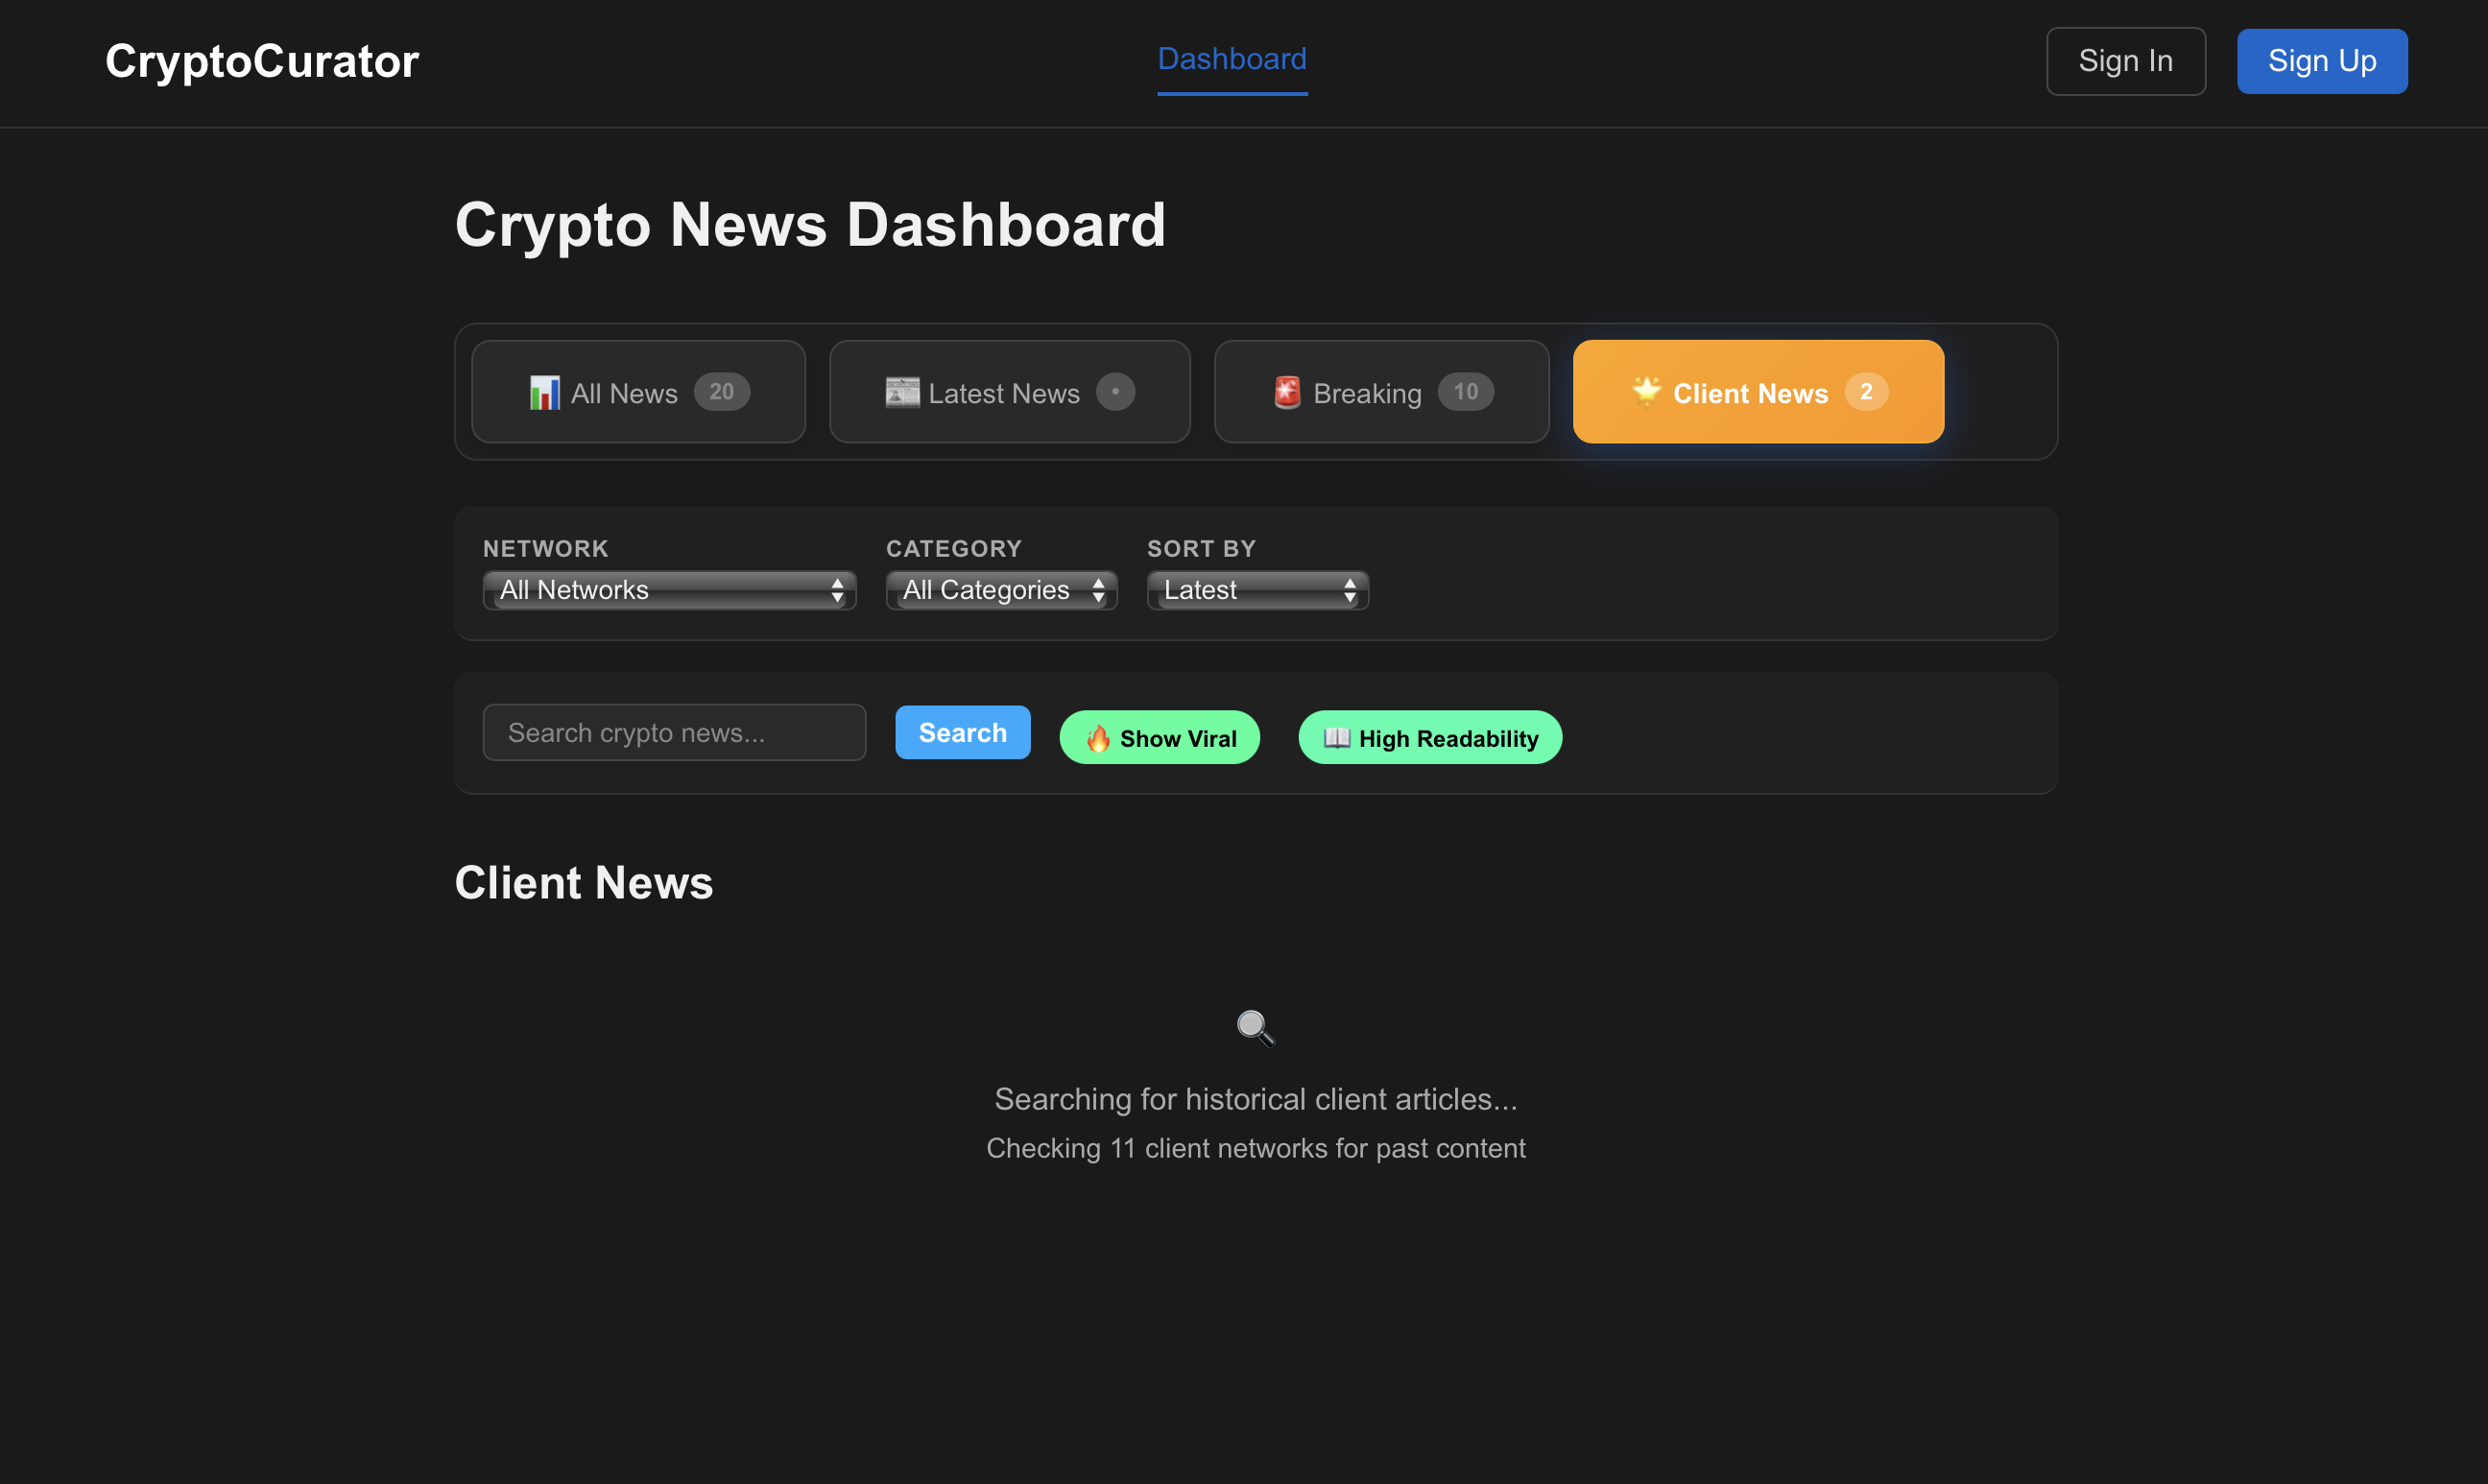 CryptoCurator
Dashboard
Sign In
Sign Up
Crypto News Dashboard
All News 20
Latest News •
Breaking 10
Client News 2
NETWORK
CATEGORY
SORT BY
All Networks
All Categories
Latest
Search crypto news...
Search
Show Viral
High Readability
Client News
Searching for historical client articles...
Checking 11 client networks for past content